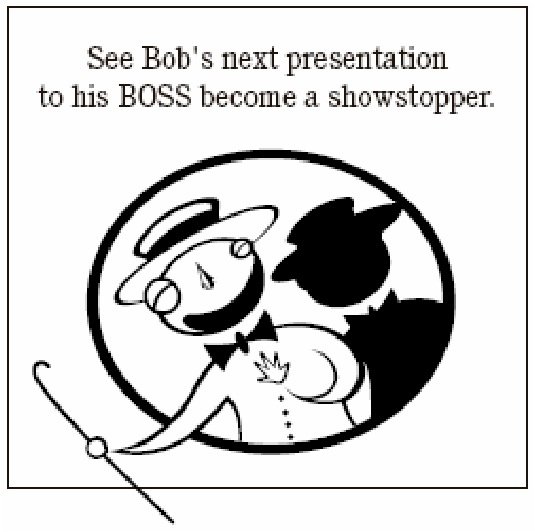 See Bob's next presentation
to his BOSS become a showstopper.